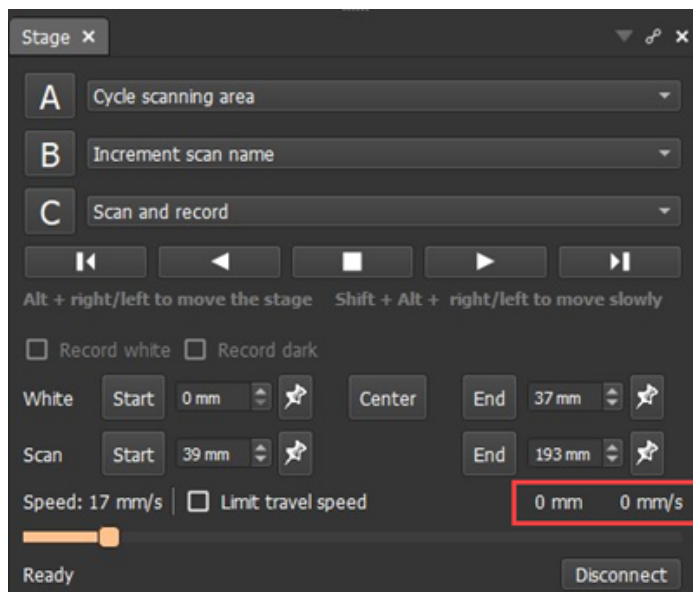 Stage
A Cycle scanning area
B Increment scan name
C Scan and record
Alt + right/left to move the stage Shift + Alt + right/left to move slowly
Record white Record dark
White Start 0 mm Center End 37 mm
Scan Start 39 mm End 193 mm
Speed: 17 mm/s Limit travel speed 0 mm 0 mm/s
Ready Disconnect